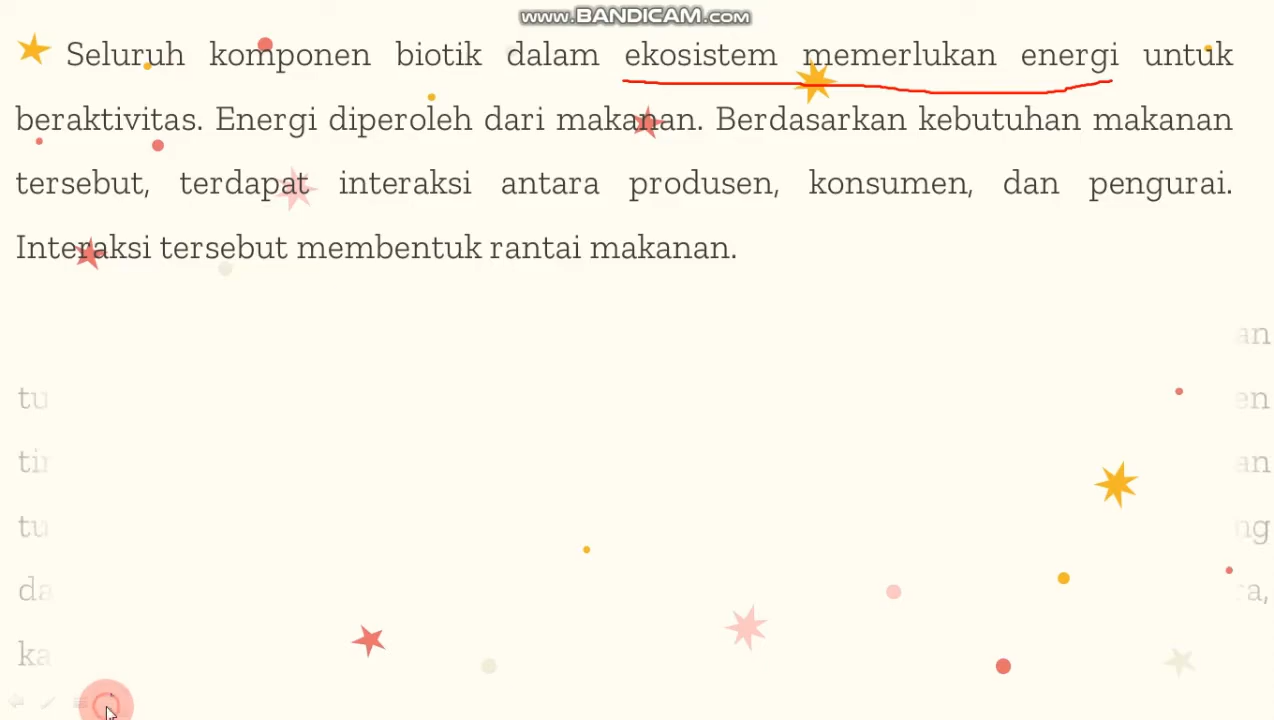 www.BANDICAM.com
Seluruh komponen biotik dalam ekosistem memerlukan energi untuk
beraktivitas. Energi diperoleh dari makanan. Berdasarkan kebutuhan makanan
tersebut, terdapat interaksi antara produsen, konsumen, dan pengurai.
Interaksi tersebut membentuk rantai makanan.